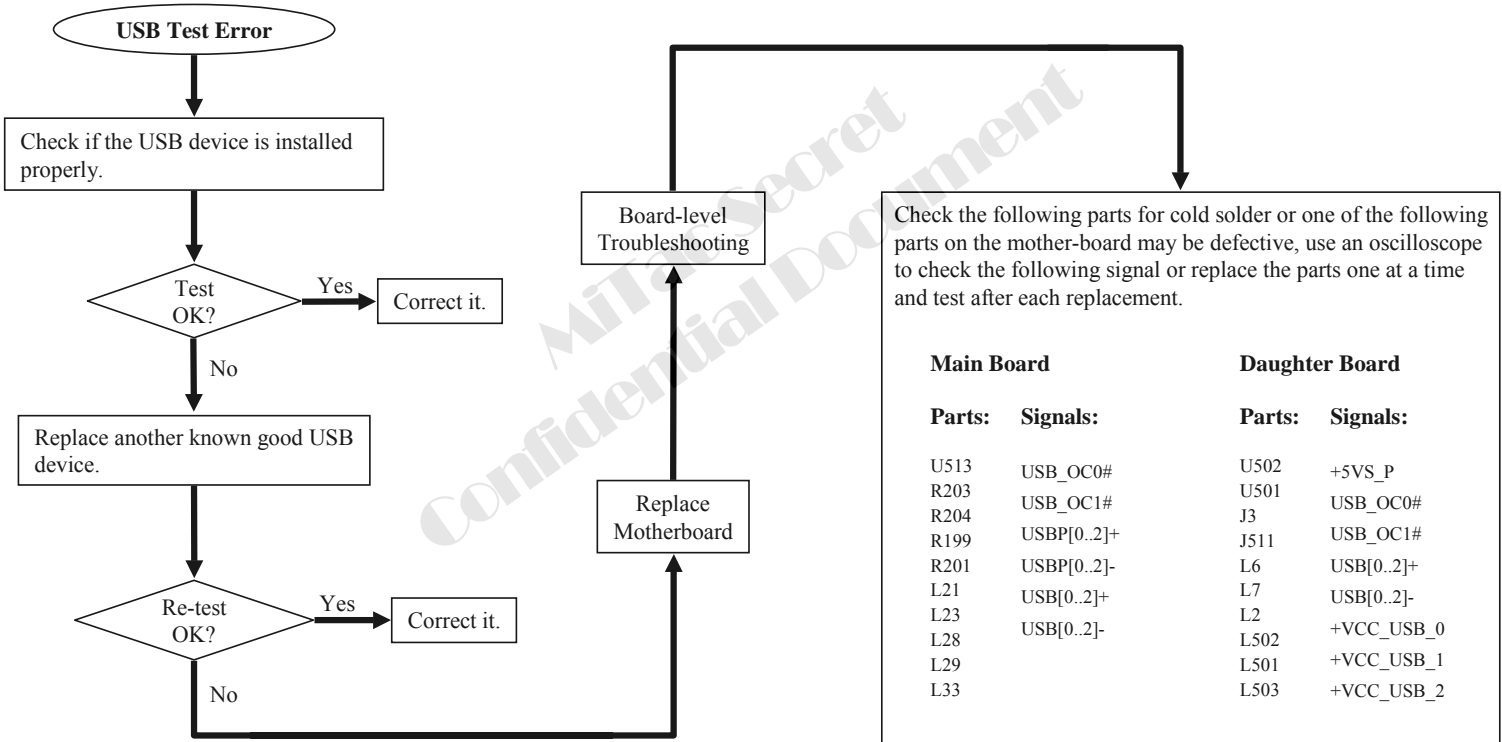 USB Test Error
Check if the USB device is installed
properly.
Test
OK?
Yes
Correct it.
No
Replace another known good USB
device.
Re-test
OK?
Yes
Correct it.
No
Replace
Motherboard
Board-level
Troubleshooting
Check the following parts for cold solder or one of the following
parts on the mother-board may be defective, use an oscilloscope
to check the following signal or replace the parts one at a time
and test after each replacement.
Main Board
Parts:
U513
R203
R204
R199
R201
L21
L23
L28
L29
L33
Signals:
USB_OC0#
USB_OC1#
USBP[0..2]+
USBP[0..2]-
USB[0..2]+
USB[0..2]-
Daughter Board
Parts:
U502
U501
J3
J511
L6
L7
L2
L502
L501
L503
Signals:
+5VS_P
USB_OC0#
USB_OC1#
USB[0..2]+
USB[0..2]-
+VCC_USB_0
+VCC_USB_1
+VCC_USB_2
MiTac Secret
Confidential Document